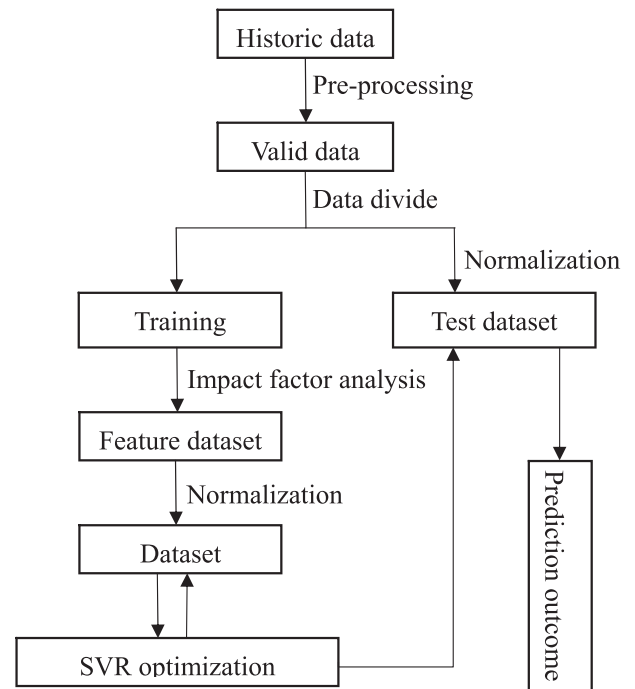 Historic data
Pre-processing
Valid data
Data divide
Normalization
Training
Test dataset
Impact factor analysis
Feature dataset
Normalization
Prediction outcome
Dataset
SVR optimization